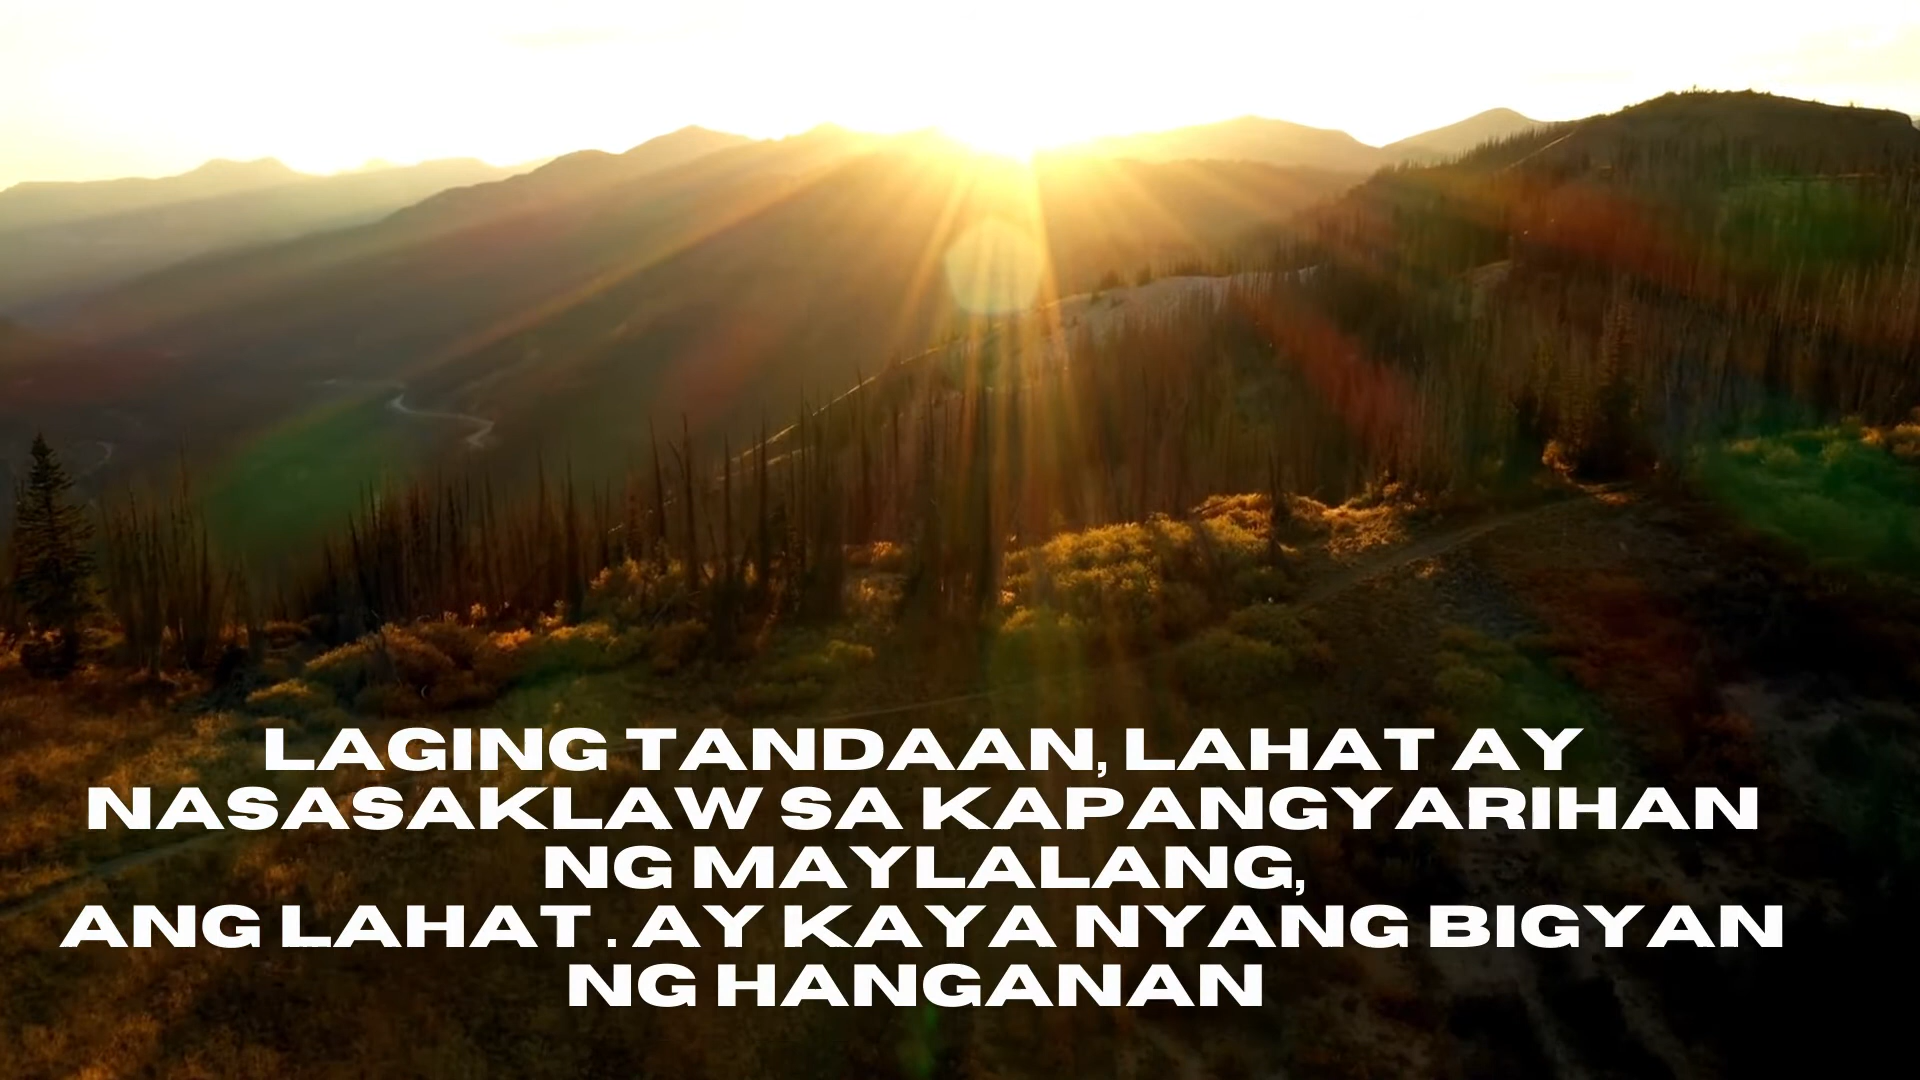 LAGING TANDAAN, LAHAT AY
NASASAKLAW SA KAPANGYARIHAN
NG MAYLALANG,
ANG LAHAT . AY KAYA NYANG BIGYAN
NG HANGANAN